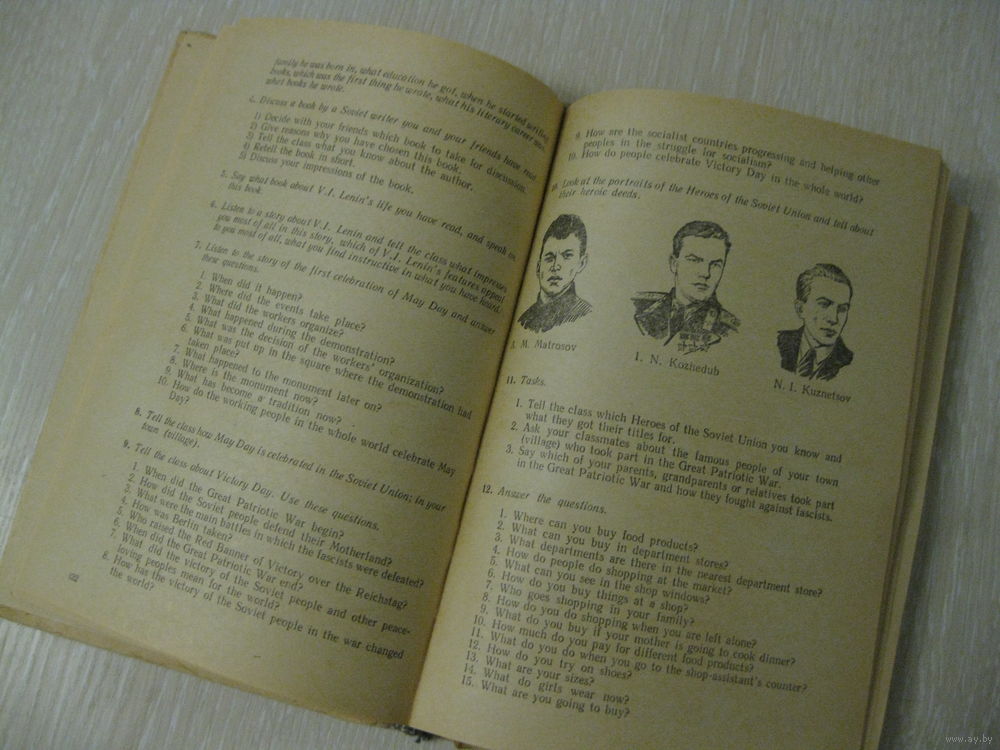 family he was born in, what education he got, when he started writing
books, which was the first thing he wrote, what his literary career was,
what books he wrote.
4. Discuss a book by a Soviet writer you and your friends have read
1) Decide with your friends which book to take for discussion.
2) Give reasons why you have chosen this book.
3) Tell the class what you know about the author.
4) Retell the book in short.
5) Discuss your impressions of the book.
5. Say what book about V. I. Lenin's life you have read, and speak on
this book.
6. Listen to a story about V. I. Lenin and tell the class what impresses
you most of all in this story, which of V. I. Lenin's features appeal
to you most of all, what you find instructive in what you have heard.
7. Listen to the story of the first celebration of May Day and answer
these questions.
1. When did it happen?
2. Where did the events take place?
3. What did the workers organize?
4. What happened during the demonstration?
5. What was the decision of the workers' organization?
6. What was put up in the square where the demonstration had
taken place?
7. What happened to the monument later on?
8. Where is the monument now?
9. What has become a tradition now?
10. How do the working people in the whole world celebrate May
Day?
8. Tell the class how May Day is celebrated in the Soviet Union; in your
town (village).
9. Tell the class about Victory Day. Use these questions.
1. When did the Great Patriotic War begin?
2. How did the Soviet people defend their Motherland?
3. What were the main battles in which the fascists were defeated?
4. How was Berlin taken?
5. Who raised the Red Banner of Victory over the Reichstag?
6. When did the Great Patriotic War end?
7. What did the victory of the Soviet people and other peace-
loving peoples mean for the world?
8. How has the victory of the Soviet people in the war changed
the world?
122
9. How are the socialist countries progressing and helping other
peoples in the struggle for socialism?
10. How do people celebrate Victory Day in the whole world?
10. Look at the portraits of the Heroes of the Soviet Union and tell about
their heroic deeds.
M. Matrosov
I. N. Kozhedub
N. I. Kuznetsov
11. Tasks.
1. Tell the class which Heroes of the Soviet Union you know and
what they got their titles for.
2. Ask your classmates about the famous people of your town
(village) who took part in the Great Patriotic War.
3. Say which of your parents, grandparents or relatives took part
in the Great Patriotic War and how they fought against fascists.
12. Answer the questions.
1. Where can you buy food products?
2. What can you buy in department stores?
3. What departments are there in the nearest department store?
4. How do people do shopping at the market?
5. What can you see in the shop windows?
6. How do you buy things at a shop?
7. Who goes shopping in your family?
8. How do you do shopping when you are left alone?
9. What do you buy if your mother is going to cook dinner?
10. How much do you pay for different food products?
11. What do you do when you go to the shop-assistant's counter?
12. How do you try on shoes?
13. What are your sizes?
14. What do girls wear now?
15. What are you going to buy?
www.ay.by